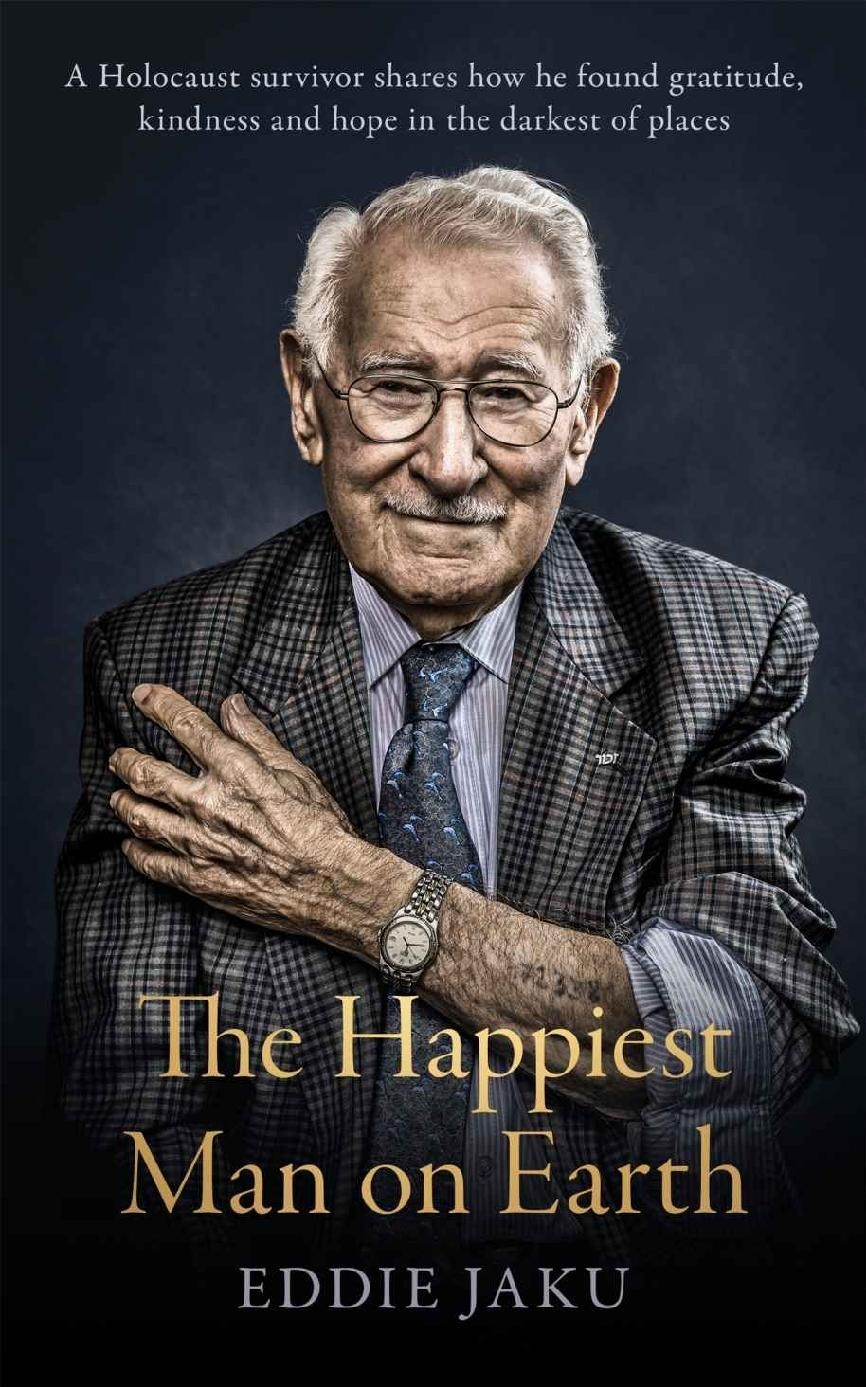 A Holocaust survivor shares how he found gratitude,
kindness and hope in the darkest of places
זכור
The Happiest
Man on Earth
EDDIE JAKU